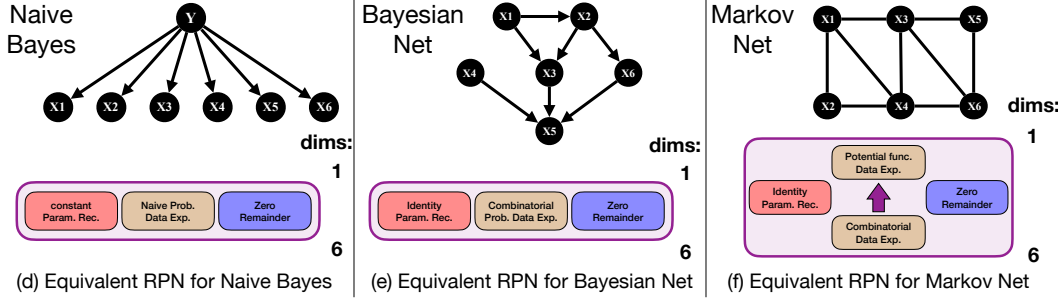 Naive
Bayes
Y
X1 X2 X3 X4 X5 X6
dims:
1
constant
Param. Rec.
Naive Prob.
Data Exp.
Zero
Remainder
6
(d) Equivalent RPN for Naive Bayes
Bayesian
Net
X1 X2
X4 X3 X6
X5
dims:
1
Identity
Param. Rec.
Combinatorial
Prob. Data Exp.
Zero
Remainder
6
(e) Equivalent RPN for Bayesian Net
Markov
Net
X1 X3 X5
X2 X4 X6
dims:
1
Potential func.
Data Exp.
Identity
Param. Rec.
Zero
Remainder
Combinatorial
Data Exp.
6
(f) Equivalent RPN for Markov Net